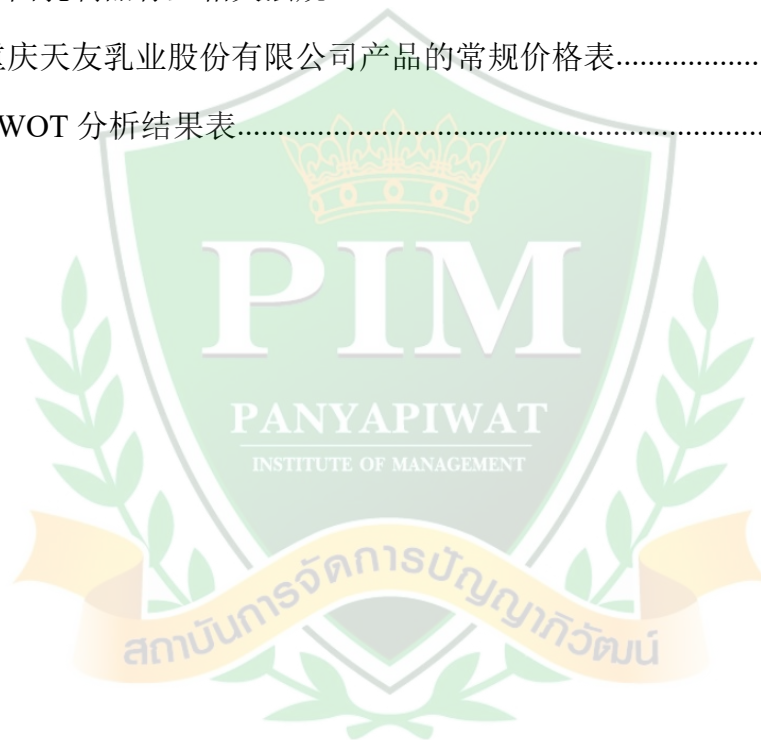 重庆天友乳业股份有限公司产品的常规价格表..................
WOT 分析结果表..................................................................
PIM
PANYAPIWAT
INSTITUTE OF MANAGEMENT
สถาบันการจัดการปัญญาภิวัฒน์